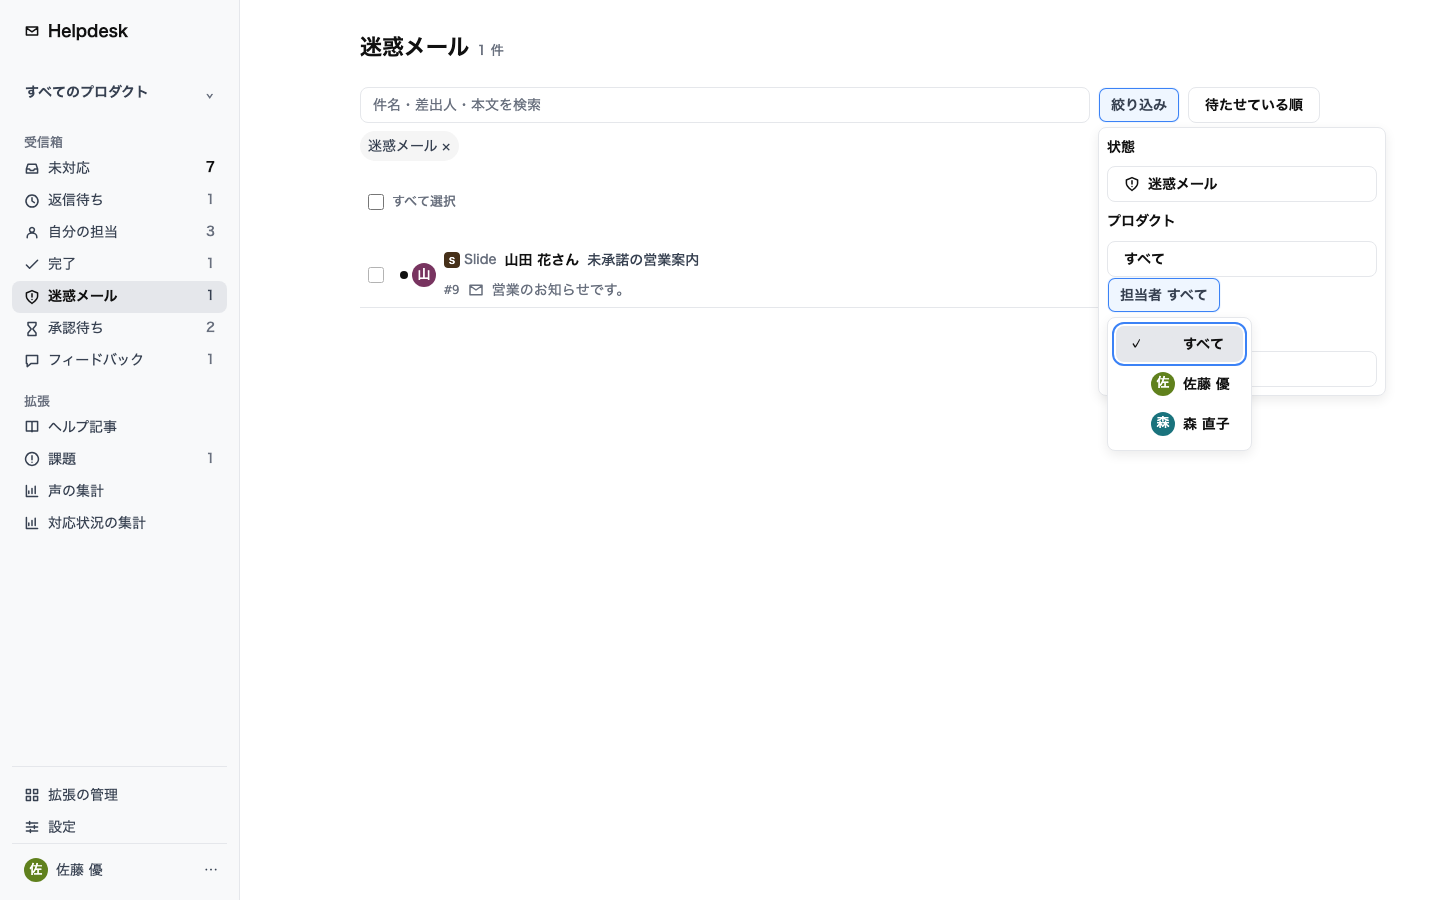 Helpdesk
すべてのプロダクト
受信箱
未対応 7
返信待ち 1
自分の担当 3
完了 1
迷惑メール 1
承認待ち 2
フィードバック 1
拡張
ヘルプ記事
課題 1
声の集計
対応状況の集計
拡張の管理
設定
佐 佐藤 優 …
迷惑メール 1 件
件名・差出人・本文を検索
絞り込み
待たせている順
迷惑メール ×
すべて選択
山 s Slide 山田 花さん 未承諾の営業案内
#9 営業のお知らせです。
状態
迷惑メール
プロダクト
すべて
担当者 すべて
✓ すべて
佐 佐藤 優
森 森 直子